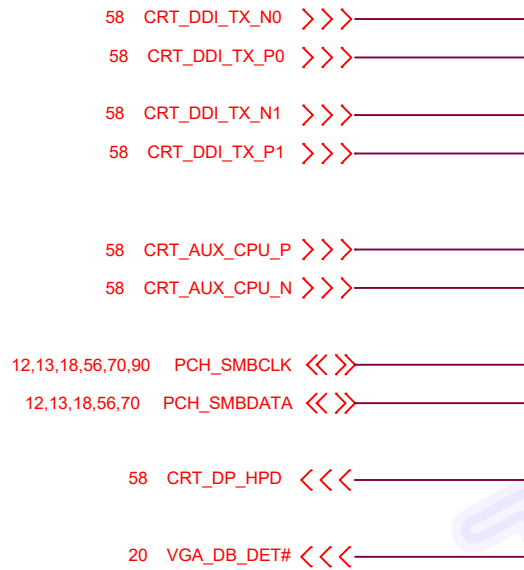 58 CRT_DDI_TX_N0
58 CRT_DDI_TX_P0
58 CRT_DDI_TX_N1
58 CRT_DDI_TX_P1
58 CRT_AUX_CPU_P
58 CRT_AUX_CPU_N
12,13,18,56,70,90 PCH_SMBCLK
12,13,18,56,70 PCH_SMBDATA
58 CRT_DP_HPD
20 VGA_DB_DET#